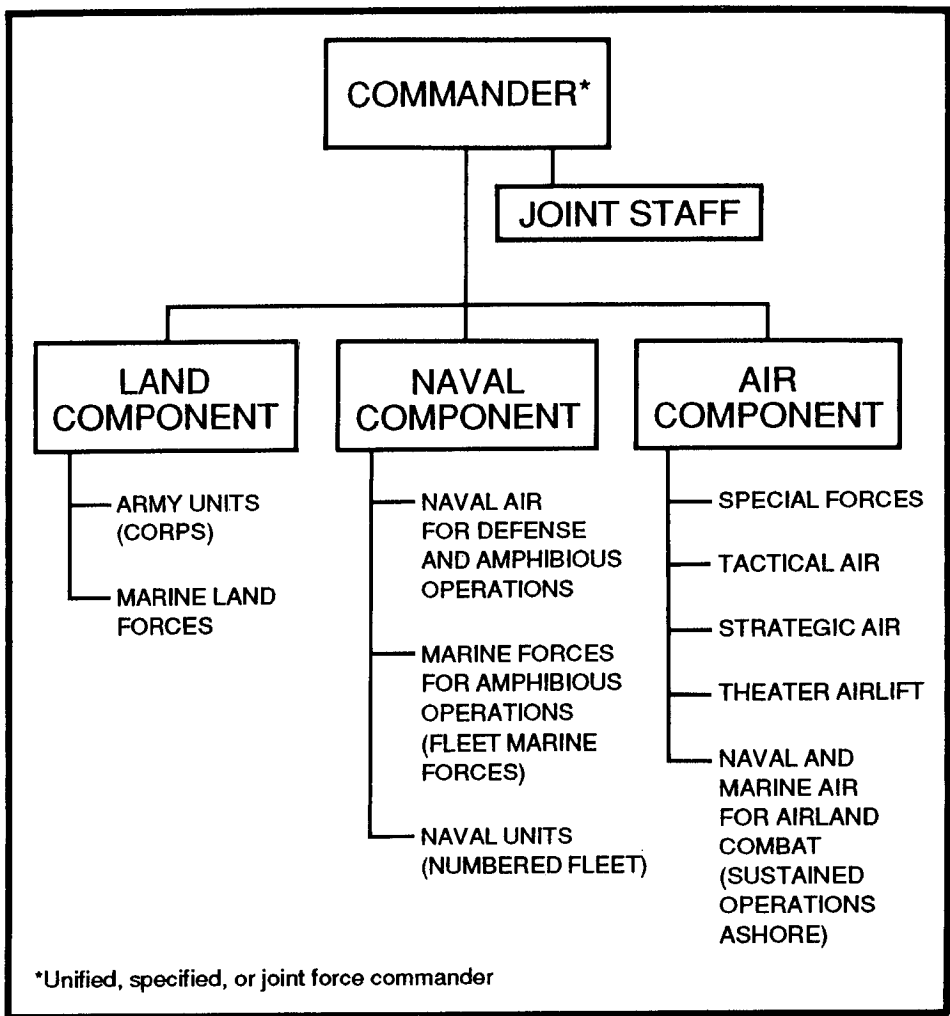 COMMANDER*
JOINT STAFF
LAND
COMPONENT
ARMY UNITS
(CORPS)
MARINE LAND
FORCES
NAVAL
COMPONENT
NAVAL AIR
FOR DEFENSE
AND AMPHIBIOUS
OPERATIONS
MARINE FORCES
FOR AMPHIBIOUS
OPERATIONS
(FLEET MARINE
FORCES)
NAVAL UNITS
(NUMBERED FLEET)
AIR
COMPONENT
SPECIAL FORCES
TACTICAL AIR
STRATEGIC AIR
THEATER AIRLIFT
NAVAL AND
MARINE AIR
FOR AIRLAND
COMBAT
(SUSTAINED
OPERATIONS
ASHORE)
*Unified, specified, or joint force commander